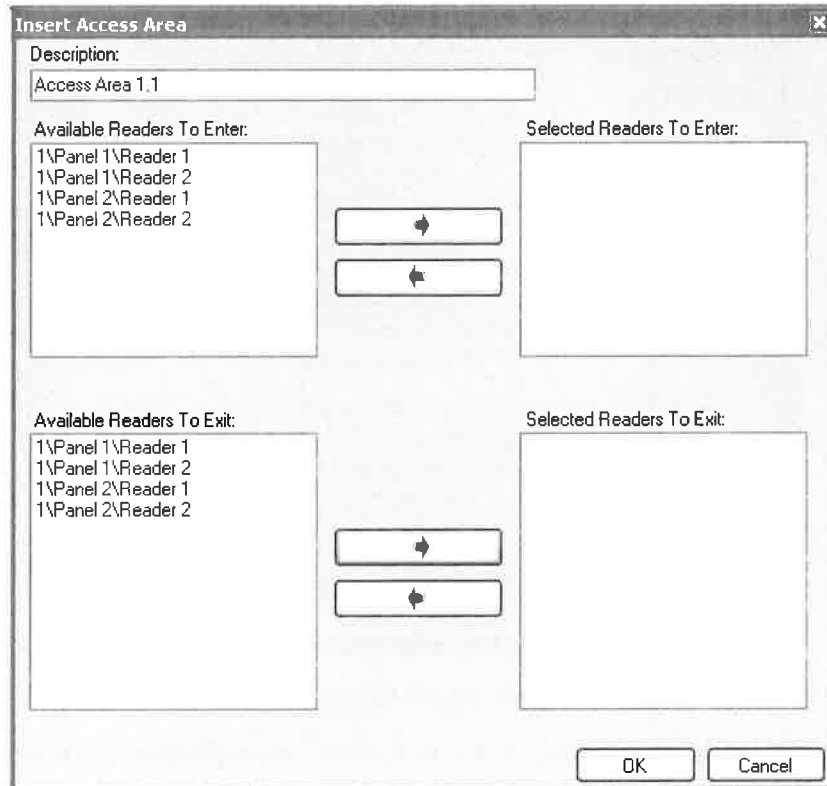 Insert Access Area
Description:
Access Area 1.1
Available Readers To Enter:
1\Panel 1\Reader 1
1\Panel 1\Reader 2
1\Panel 2\Reader 1
1\Panel 2\Reader 2
Selected Readers To Enter:
Available Readers To Exit:
1\Panel 1\Reader 1
1\Panel 1\Reader 2
1\Panel 2\Reader 1
1\Panel 2\Reader 2
Selected Readers To Exit:
OK
Cancel